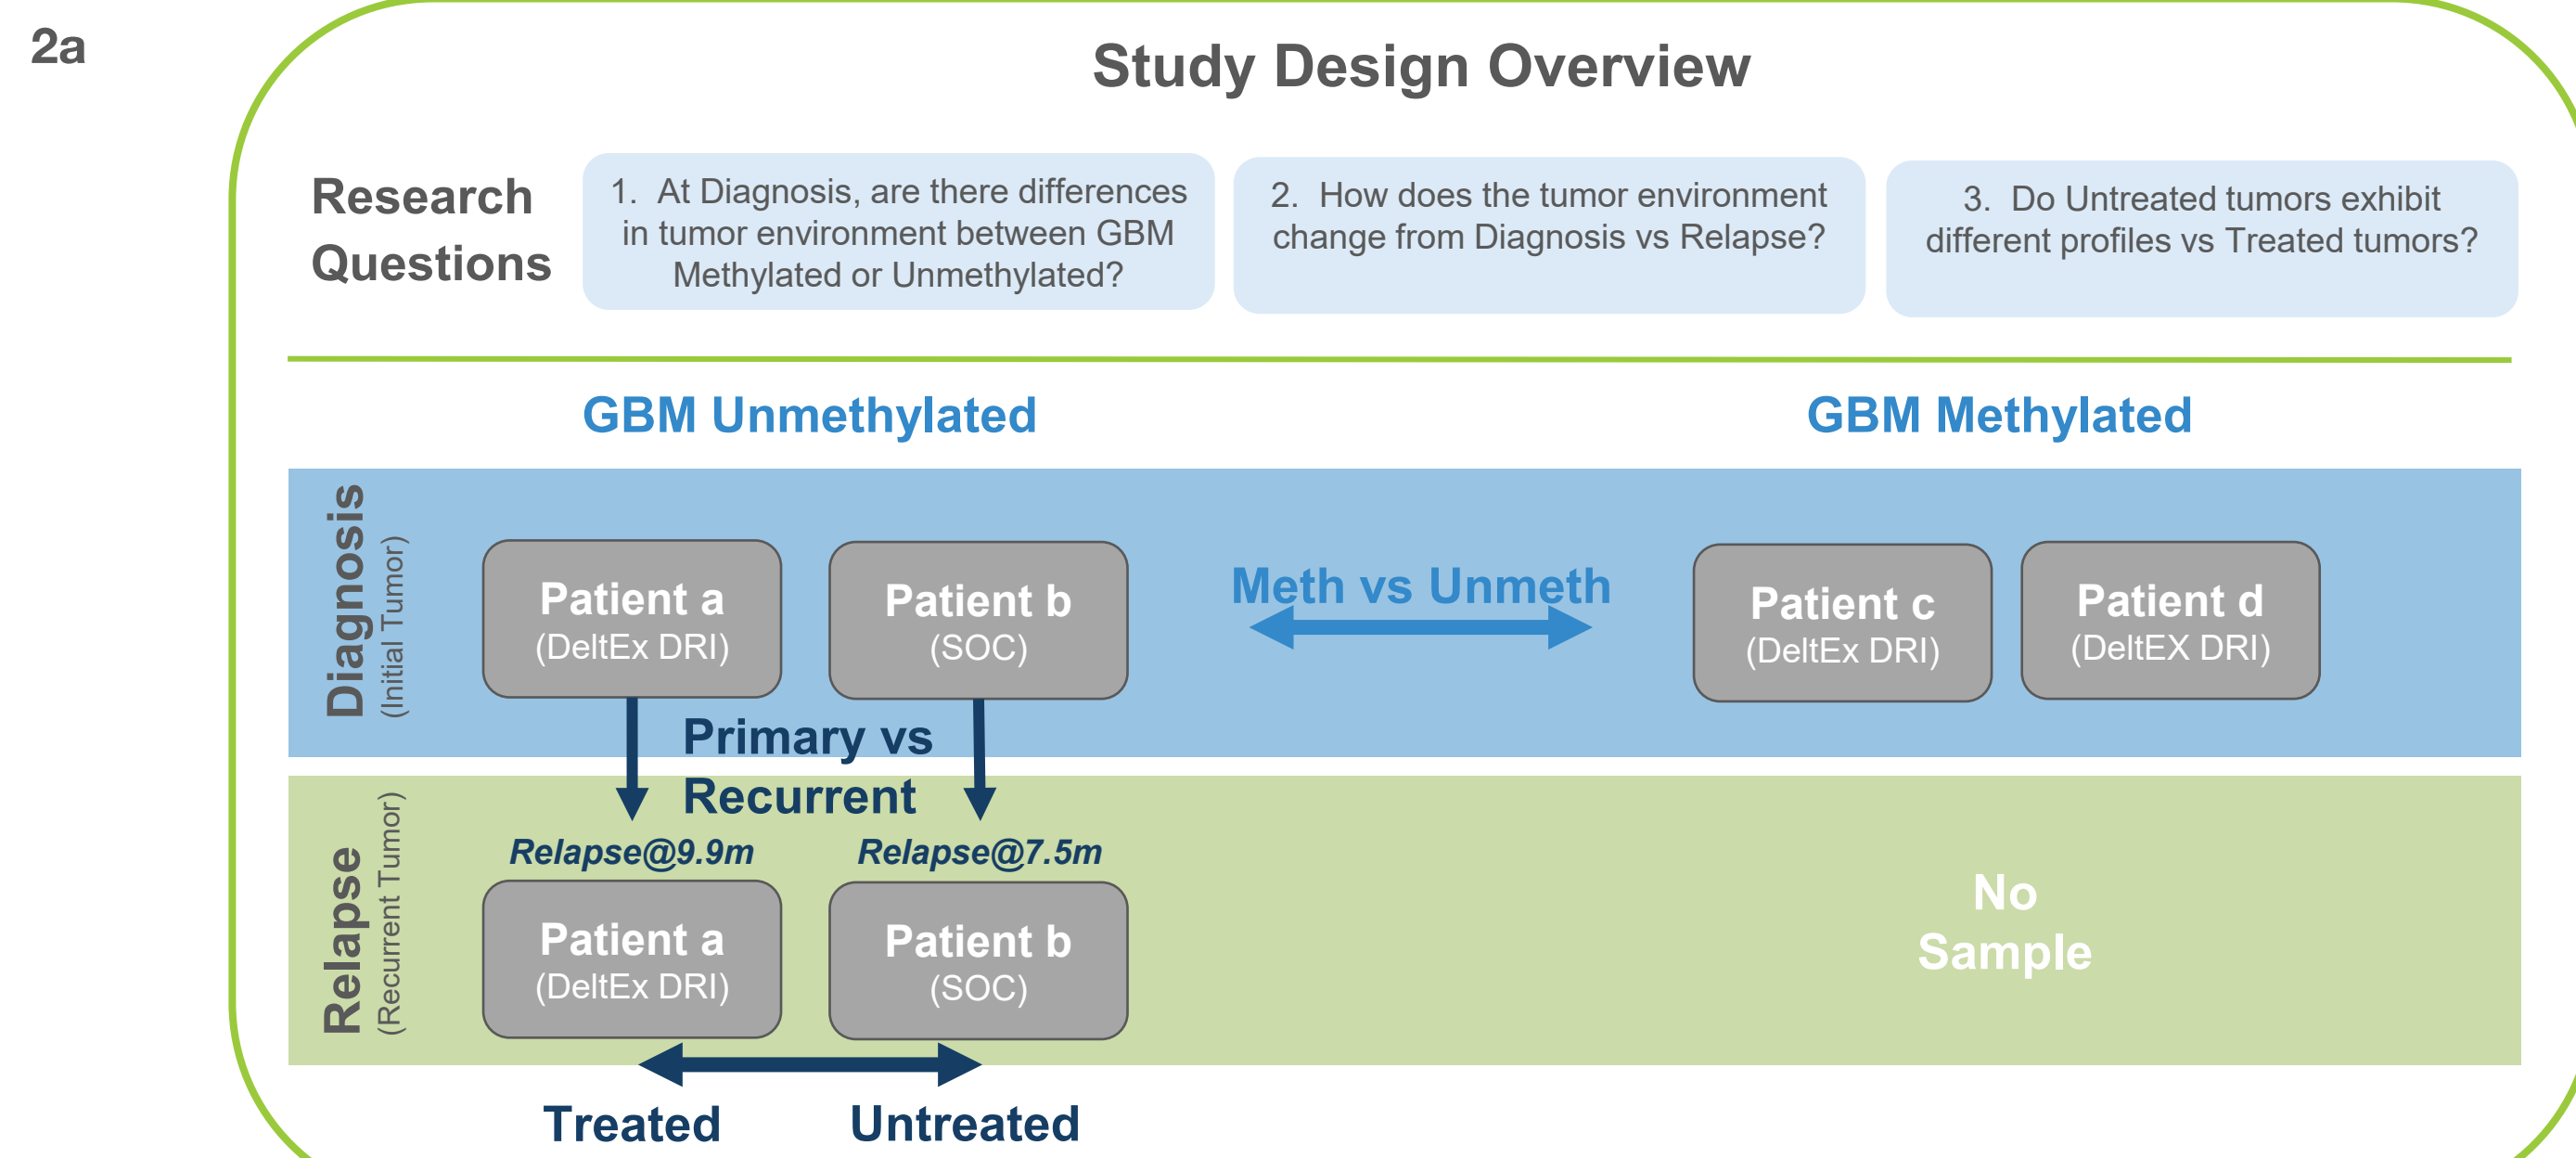 2a
Study Design Overview
Research
Questions
1. At Diagnosis, are there differences
in tumor environment between GBM
Methylated or Unmethylated?
2. How does the tumor environment
change from Diagnosis vs Relapse?
3. Do Untreated tumors exhibit
different profiles vs Treated tumors?
GBM Unmethylated
GBM Methylated
Diagnosis
(Initial Tumor)
Patient a
(DeltEx DRI)
Patient b
(SOC)
Meth vs Unmeth
Patient c
(DeltEx DRI)
Patient d
(DeltEX DRI)
Primary vs
Recurrent
Relapse
(Recurrent Tumor)
Relapse@9.9m
Relapse@7.5m
Patient a
(DeltEx DRI)
Patient b
(SOC)
No
Sample
Treated
Untreated